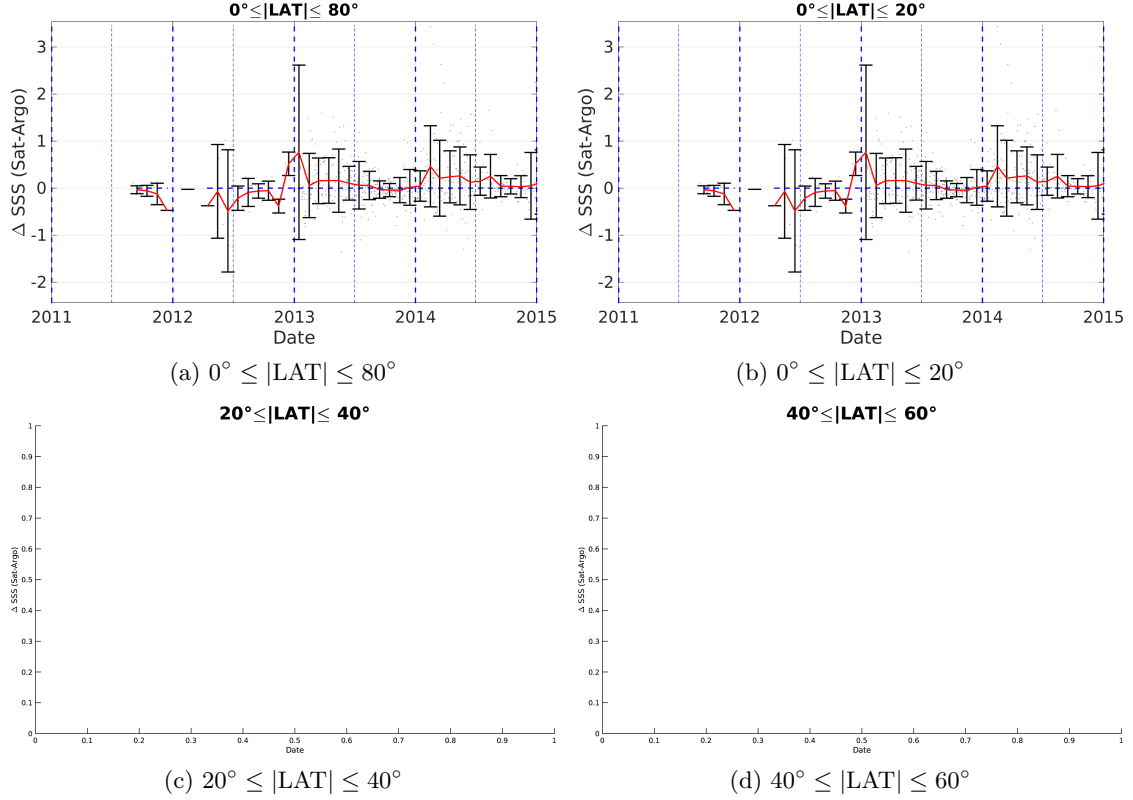 0°≤|LAT|≤ 80°
Δ SSS (Sat-Argo)
3
2
1
0
-1
-2
2011 2012 2013 2014 2015
Date
(a) 0° ≤ |LAT| ≤ 80°
0°≤|LAT|≤ 20°
Δ SSS (Sat-Argo)
3
2
1
0
-1
-2
2011 2012 2013 2014 2015
Date
(b) 0° ≤ |LAT| ≤ 20°
20°≤|LAT|≤ 40°
Δ SSS (Sat-Argo)
1
0.9
0.8
0.7
0.6
0.5
0.4
0.3
0.2
0.1
0
0 0.1 0.2 0.3 0.4 0.5 0.6 0.7 0.8 0.9 1
Date
(c) 20° ≤ |LAT| ≤ 40°
40°≤|LAT|≤ 60°
Δ SSS (Sat-Argo)
1
0.9
0.8
0.7
0.6
0.5
0.4
0.3
0.2
0.1
0
0 0.1 0.2 0.3 0.4 0.5 0.6 0.7 0.8 0.9 1
Date
(d) 40° ≤ |LAT| ≤ 60°